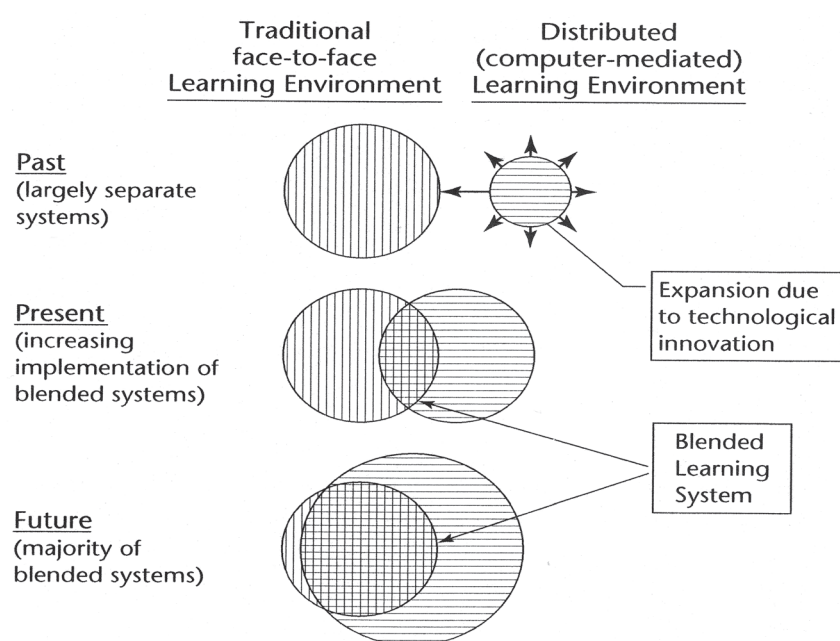 Traditional
face-to-face
Learning Environment
Distributed
(computer-mediated)
Learning Environment
Past
(largely separate
systems)
Expansion due
to technological
innovation
Present
(increasing
implementation of
blended systems)
Blended
Learning
System
Future
(majority of
blended systems)